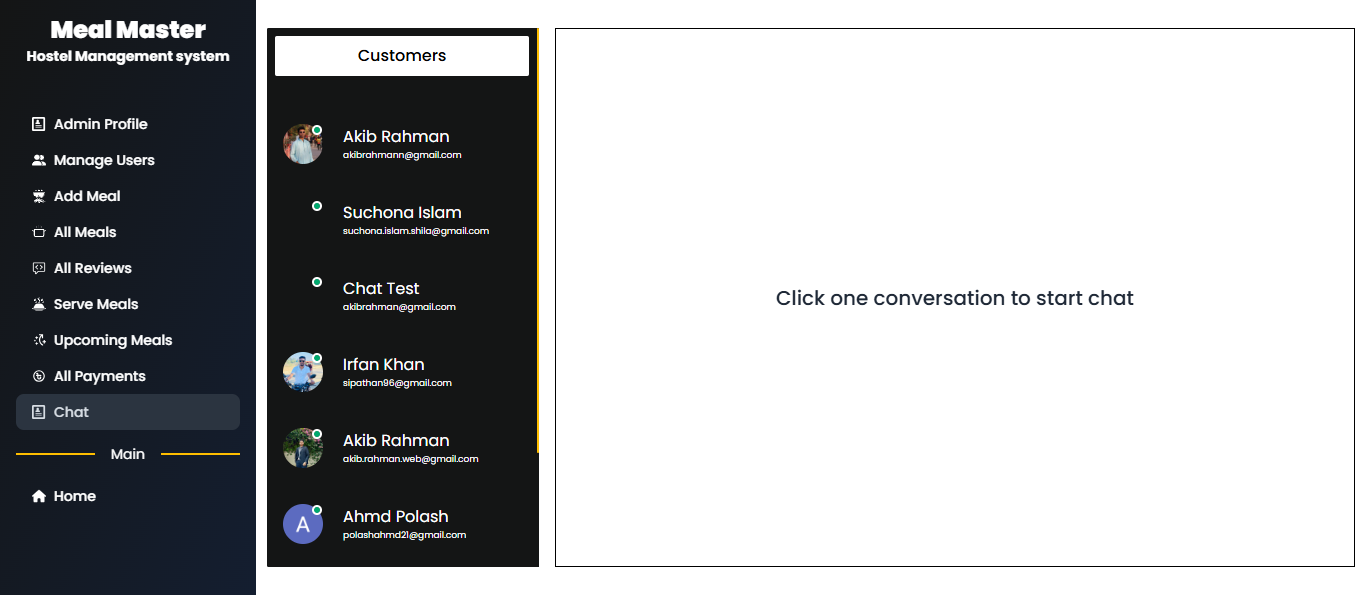 Meal Master
Hostel Management system
Admin Profile
Manage Users
Add Meal
All Meals
All Reviews
Serve Meals
Upcoming Meals
All Payments
Chat
Main
Home
Customers
Akib Rahman
akibrahmann@gmail.com
Suchona Islam
suchona.islam.shila@gmail.com
Chat Test
akibrahman@gmail.com
Irfan Khan
sipathan96@gmail.com
Akib Rahman
akib.rahman.web@gmail.com
A
Ahmd Polash
polashahmd21@gmail.com
Click one conversation to start chat